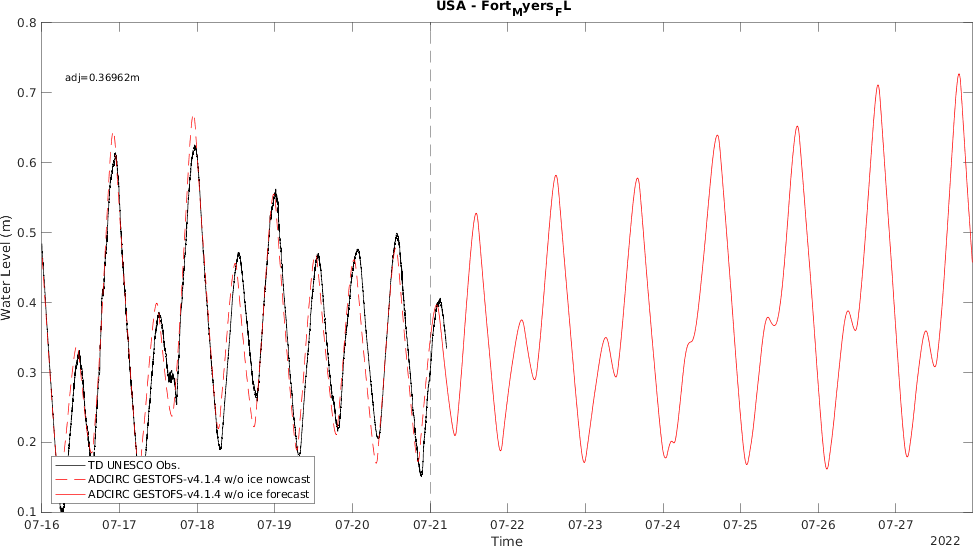 USA - Fort_Myers_FL
adj=0.36962m
Water Level (m)
0.8
0.7
0.6
0.5
0.4
0.3
0.2
0.1
TD UNESCO Obs.
ADCIRC GESTOFS-v4.1.4 w/o ice nowcast
ADCIRC GESTOFS-v4.1.4 w/o ice forecast
07-16 07-17 07-18 07-19 07-20 07-21 07-22 07-23 07-24 07-25 07-26 07-27
Time
2022